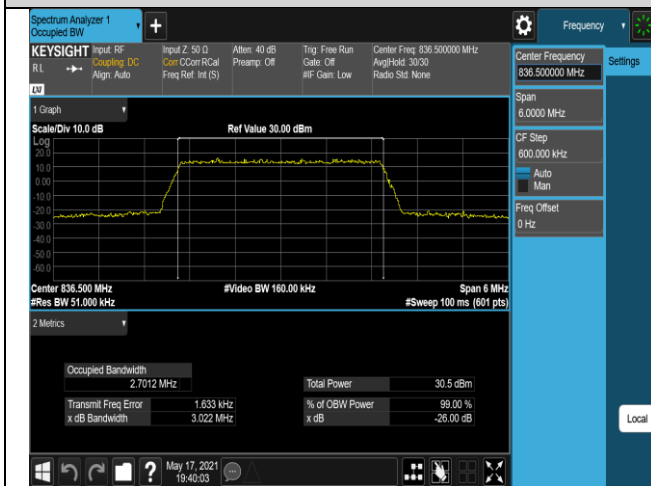 Spectrum Analyzer 1
Occupied BW
Frequency
KEYSIGHT
RL
LXI
Input: RF
Coupling: DC
Align: Auto
Input Z: 50 Ω
Corr CCorr RCal
Freq Ref: Int (S)
Atten: 40 dB
Preamp: Off
Trig: Free Run
Gate: Off
#IF Gain: Low
Center Freq: 836.500000 MHz
Avg|Hold: 30/30
Radio Std: None
Center Frequency
836.500000 MHz
Settings
Span
6.0000 MHz
CF Step
600.000 kHz
Auto
Man
Freq Offset
0 Hz
Local
1 Graph
Scale/Div 10.0 dB
Ref Value 30.00 dBm
Log
20.0
10.0
0.00
-10.0
-20.0
-30.0
-40.0
-50.0
-60.0
Center 836.500 MHz
#Video BW 160.00 kHz
Span 6 MHz
#Res BW 51.000 kHz
#Sweep 100 ms (601 pts)
2 Metrics
Occupied Bandwidth
2.7012 MHz
Total Power 30.5 dBm
Transmit Freq Error 1.633 kHz
% of OBW Power 99.00 %
x dB Bandwidth 3.022 MHz
x dB -26.00 dB
?
May 17, 2021
19:40:03